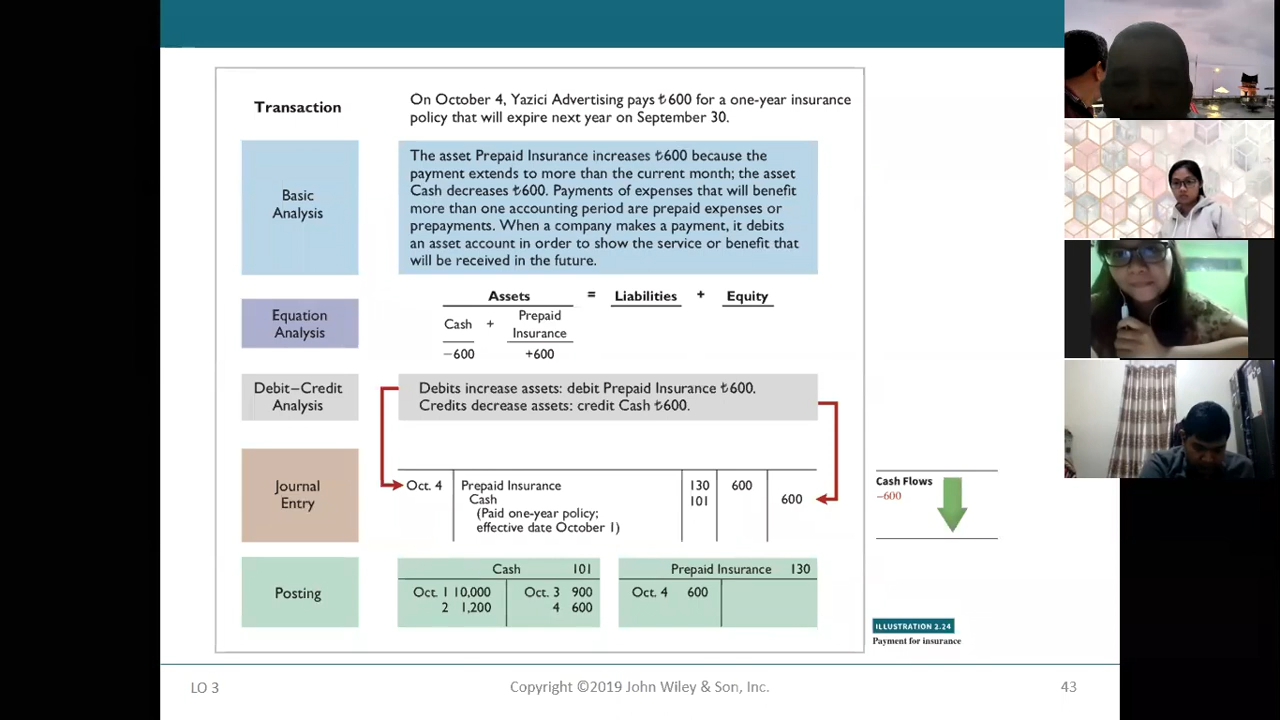 Transaction
On October 4, Yazici Advertising pays ₺600 for a one-year insurance
policy that will expire next year on September 30.
Basic
Analysis
The asset Prepaid Insurance increases ₺600 because the
payment extends to more than the current month; the asset
Cash decreases ₺600. Payments of expenses that will benefit
more than one accounting period are prepaid expenses or
prepayments. When a company makes a payment, it debits
an asset account in order to show the service or benefit that
will be received in the future.
Equation
Analysis
Assets = Liabilities + Equity
Cash + Prepaid
Insurance
−600 +600
Debit–Credit
Analysis
Debits increase assets: debit Prepaid Insurance ₺600.
Credits decrease assets: credit Cash ₺600.
Journal
Entry
Oct. 4 Prepaid Insurance 130 600
Cash 101 600
(Paid one-year policy;
effective date October 1)
Cash Flows
−600
Posting
Cash 101
Oct. 1 10,000 Oct. 3 900
2 1,200 4 600
Prepaid Insurance 130
Oct. 4 600
ILLUSTRATION 2.24
Payment for insurance
LO 3
Copyright ©2019 John Wiley & Son, Inc.
43